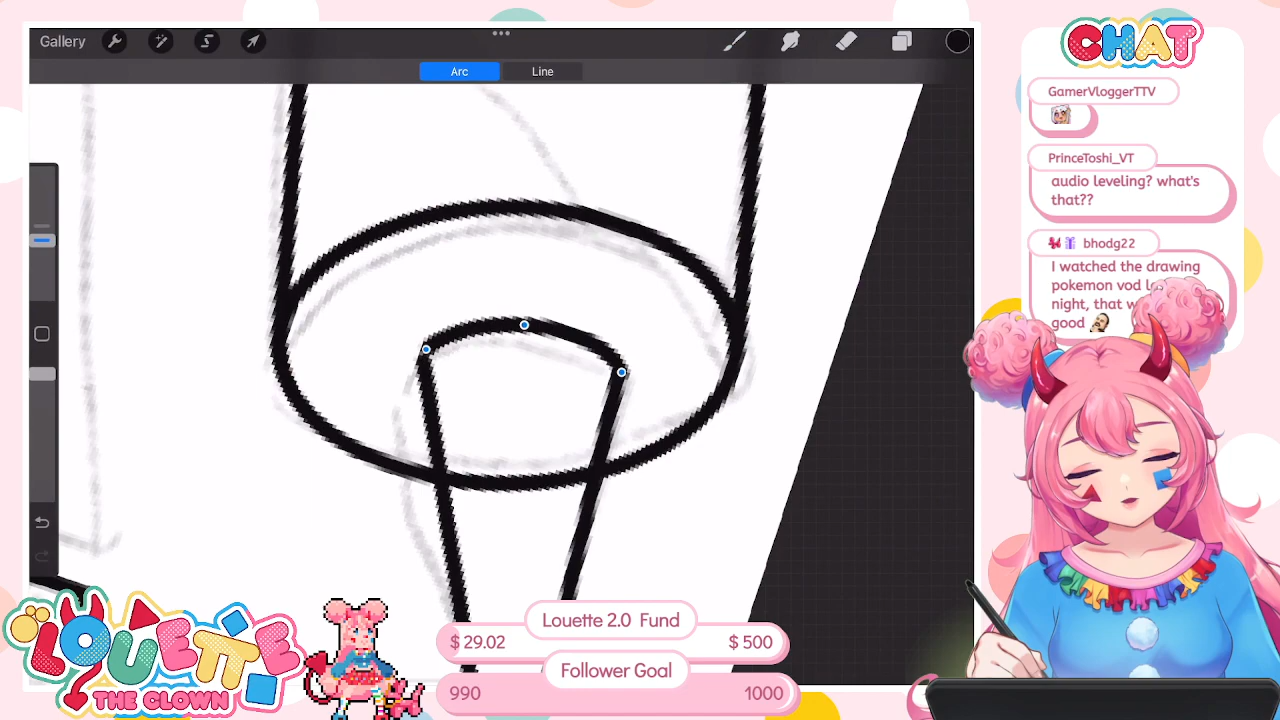 Gallery
Arc Line
CHAT
GamerVloggerTTV
PrinceToshi_VT
audio leveling? what's
that??
bhodg22
I watched the drawing
pokemon vod
night, that
good
LOUETTE
THE CLOWN
Louette 2.0 Fund
$ 29.02 $ 500
Follower Goal
990 1000